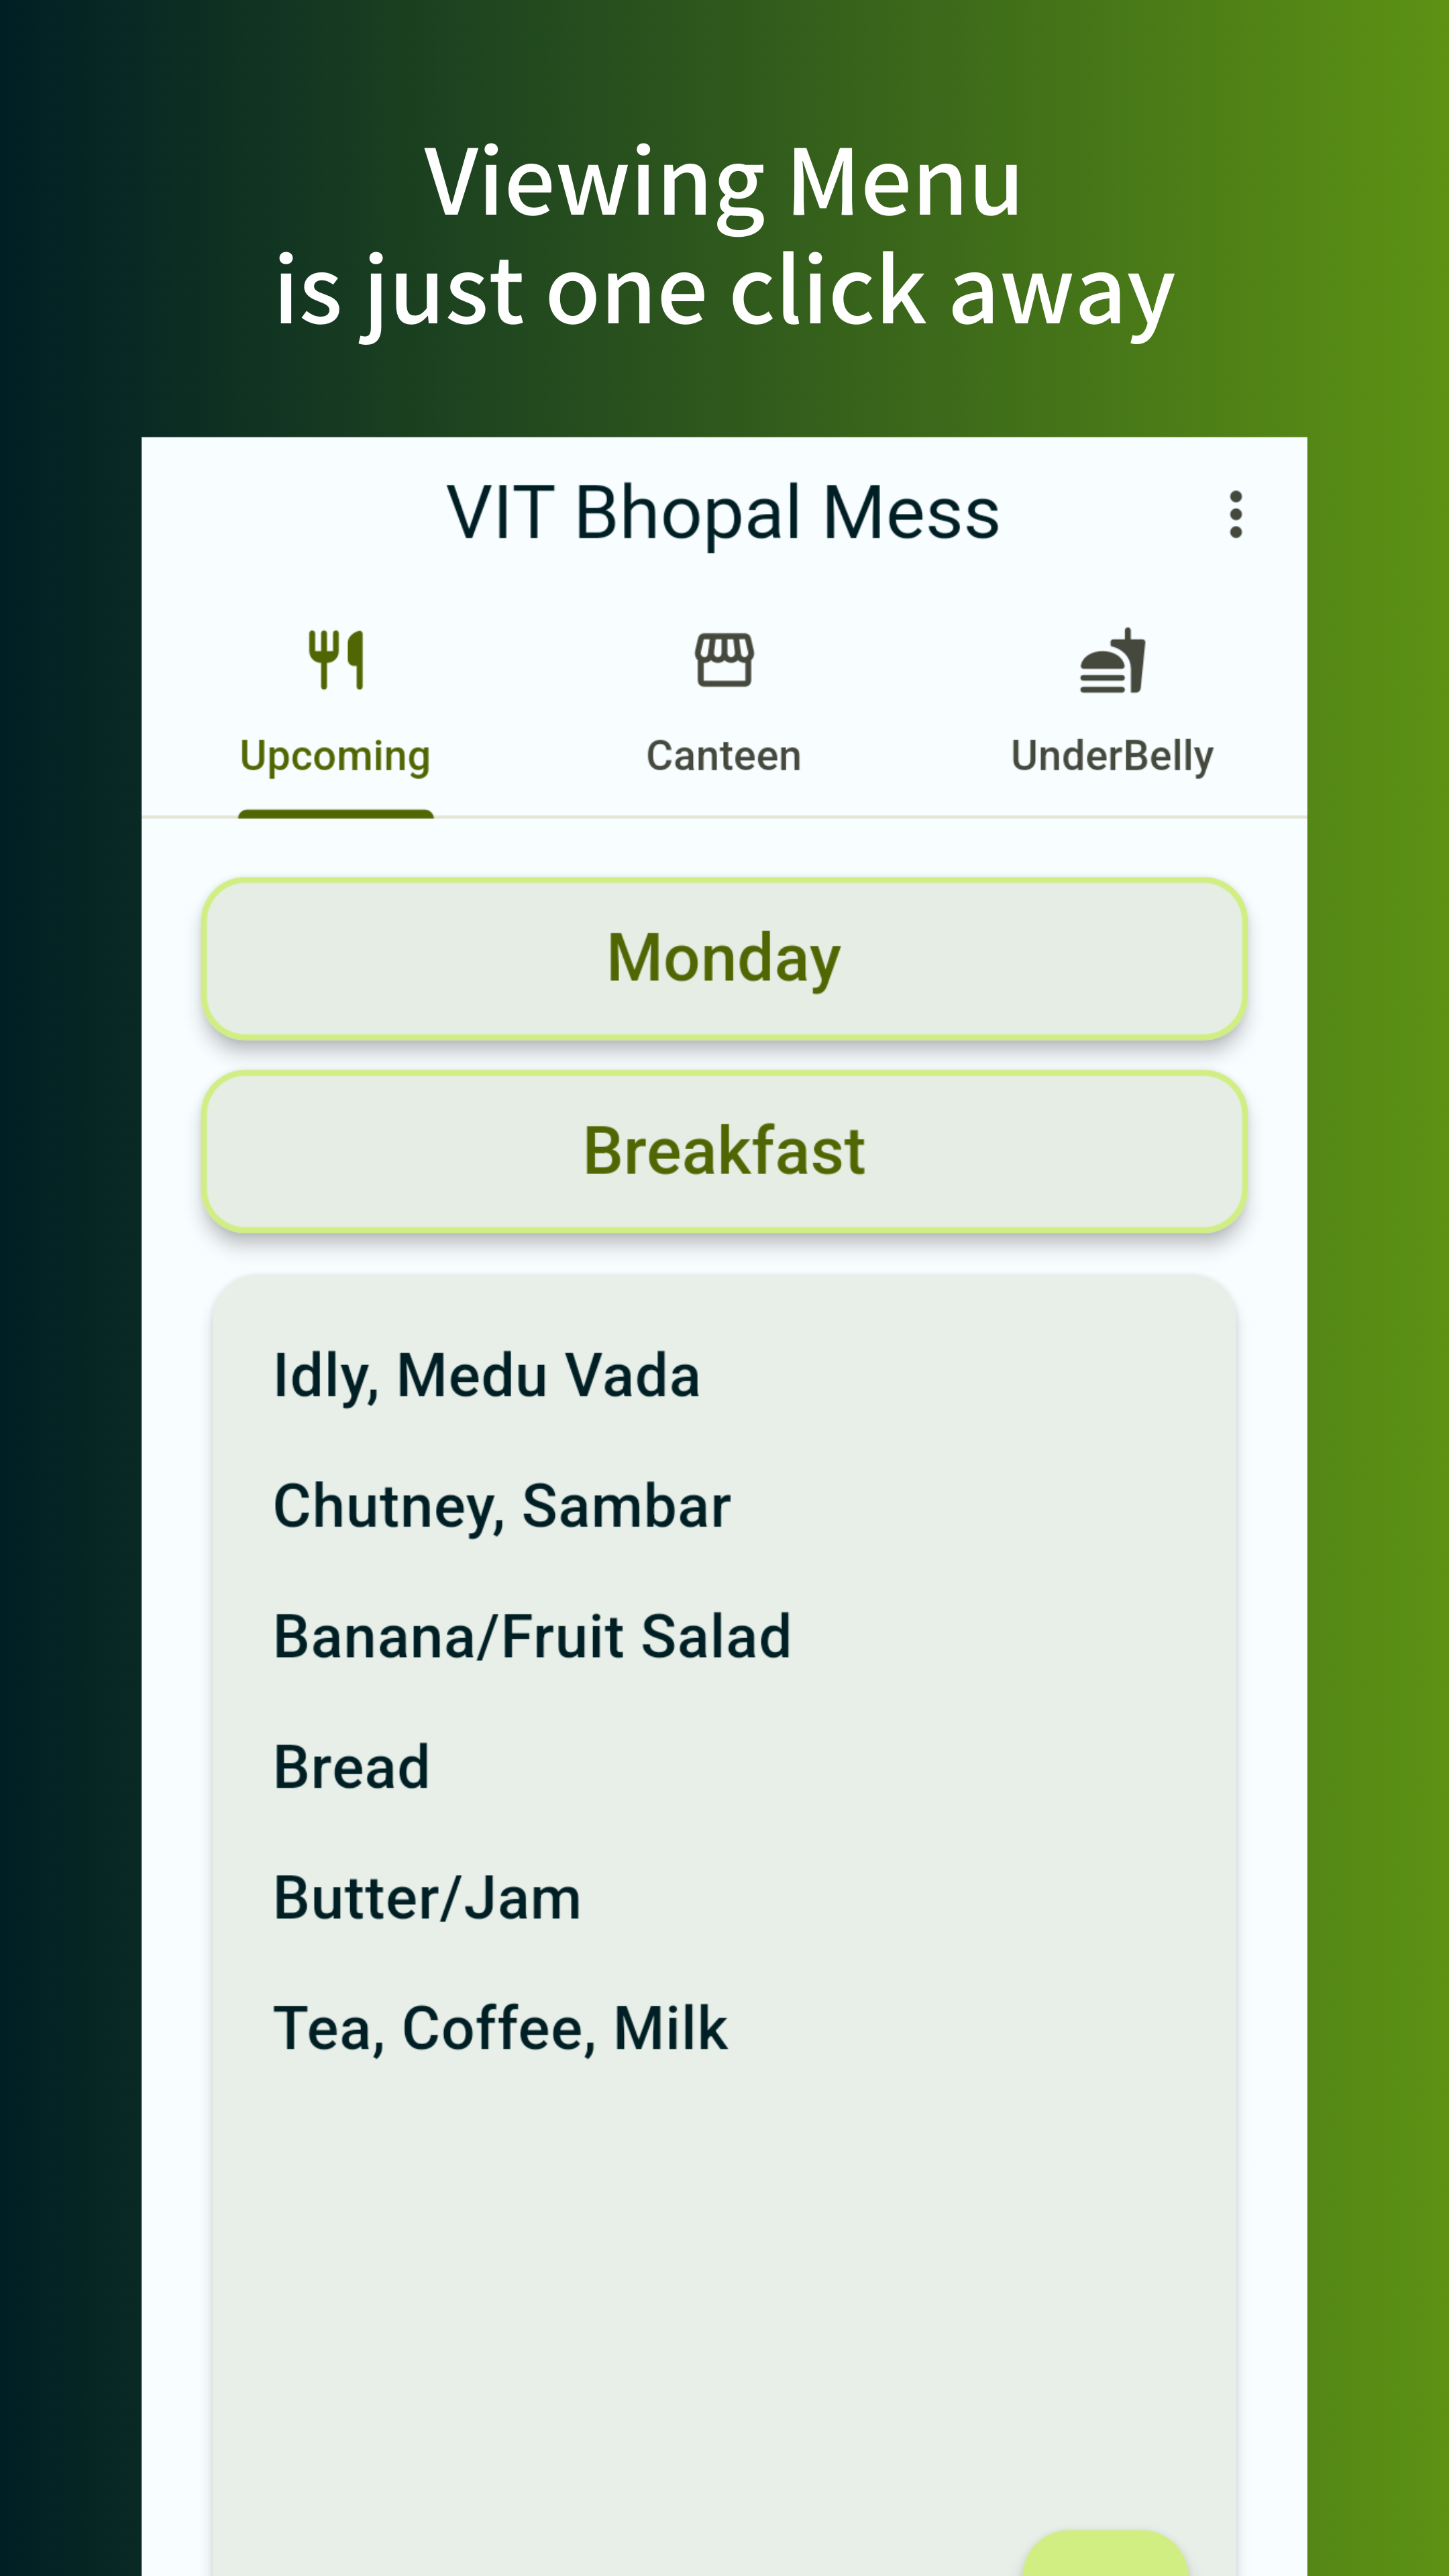 Viewing Menu
is just one click away
VIT Bhopal Mess
Upcoming
Canteen
UnderBelly
Monday
Breakfast
Idly, Medu Vada
Chutney, Sambar
Banana/Fruit Salad
Bread
Butter/Jam
Tea, Coffee, Milk